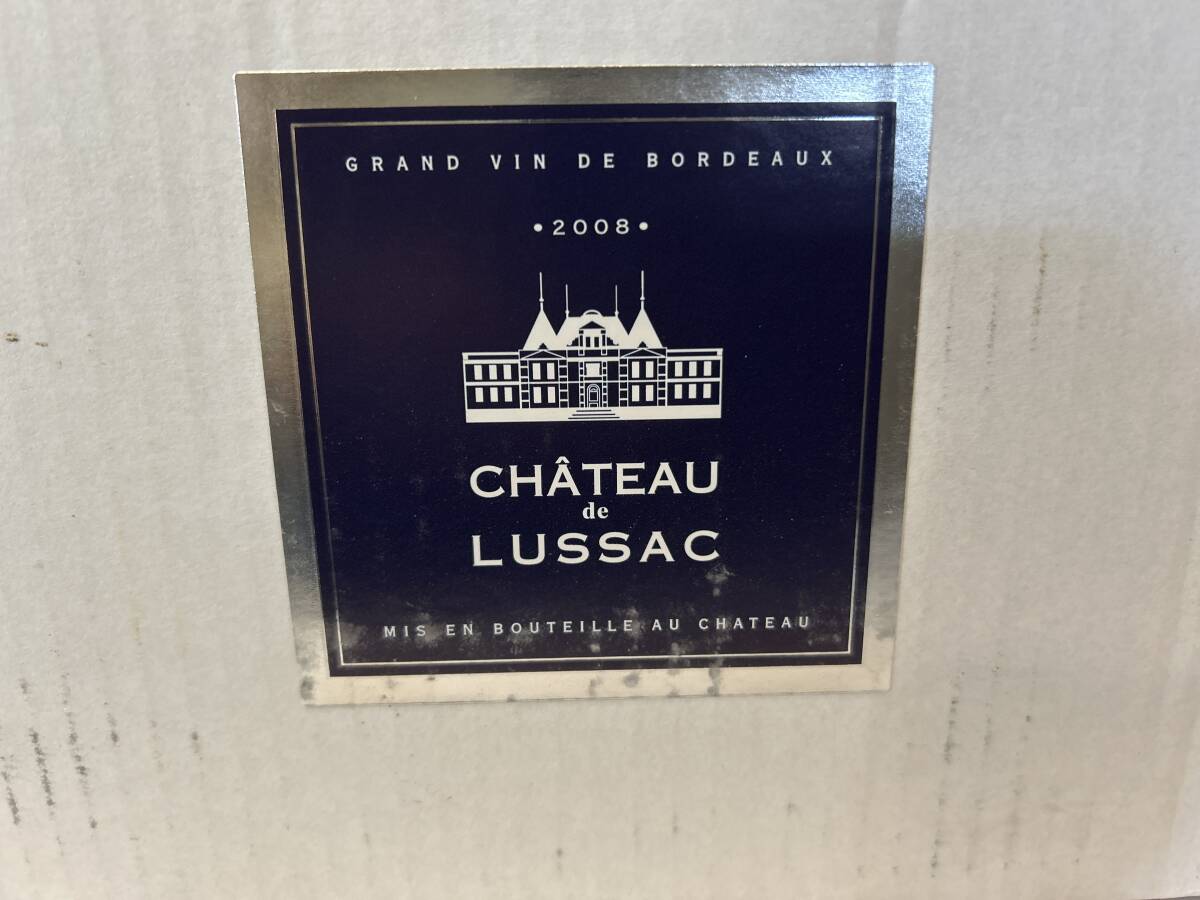 GRAND VIN DE BORDEAUX
•2008•
CHÂTEAU
de
LUSSAC
MIS EN BOUTEILLE AU CHATEAU